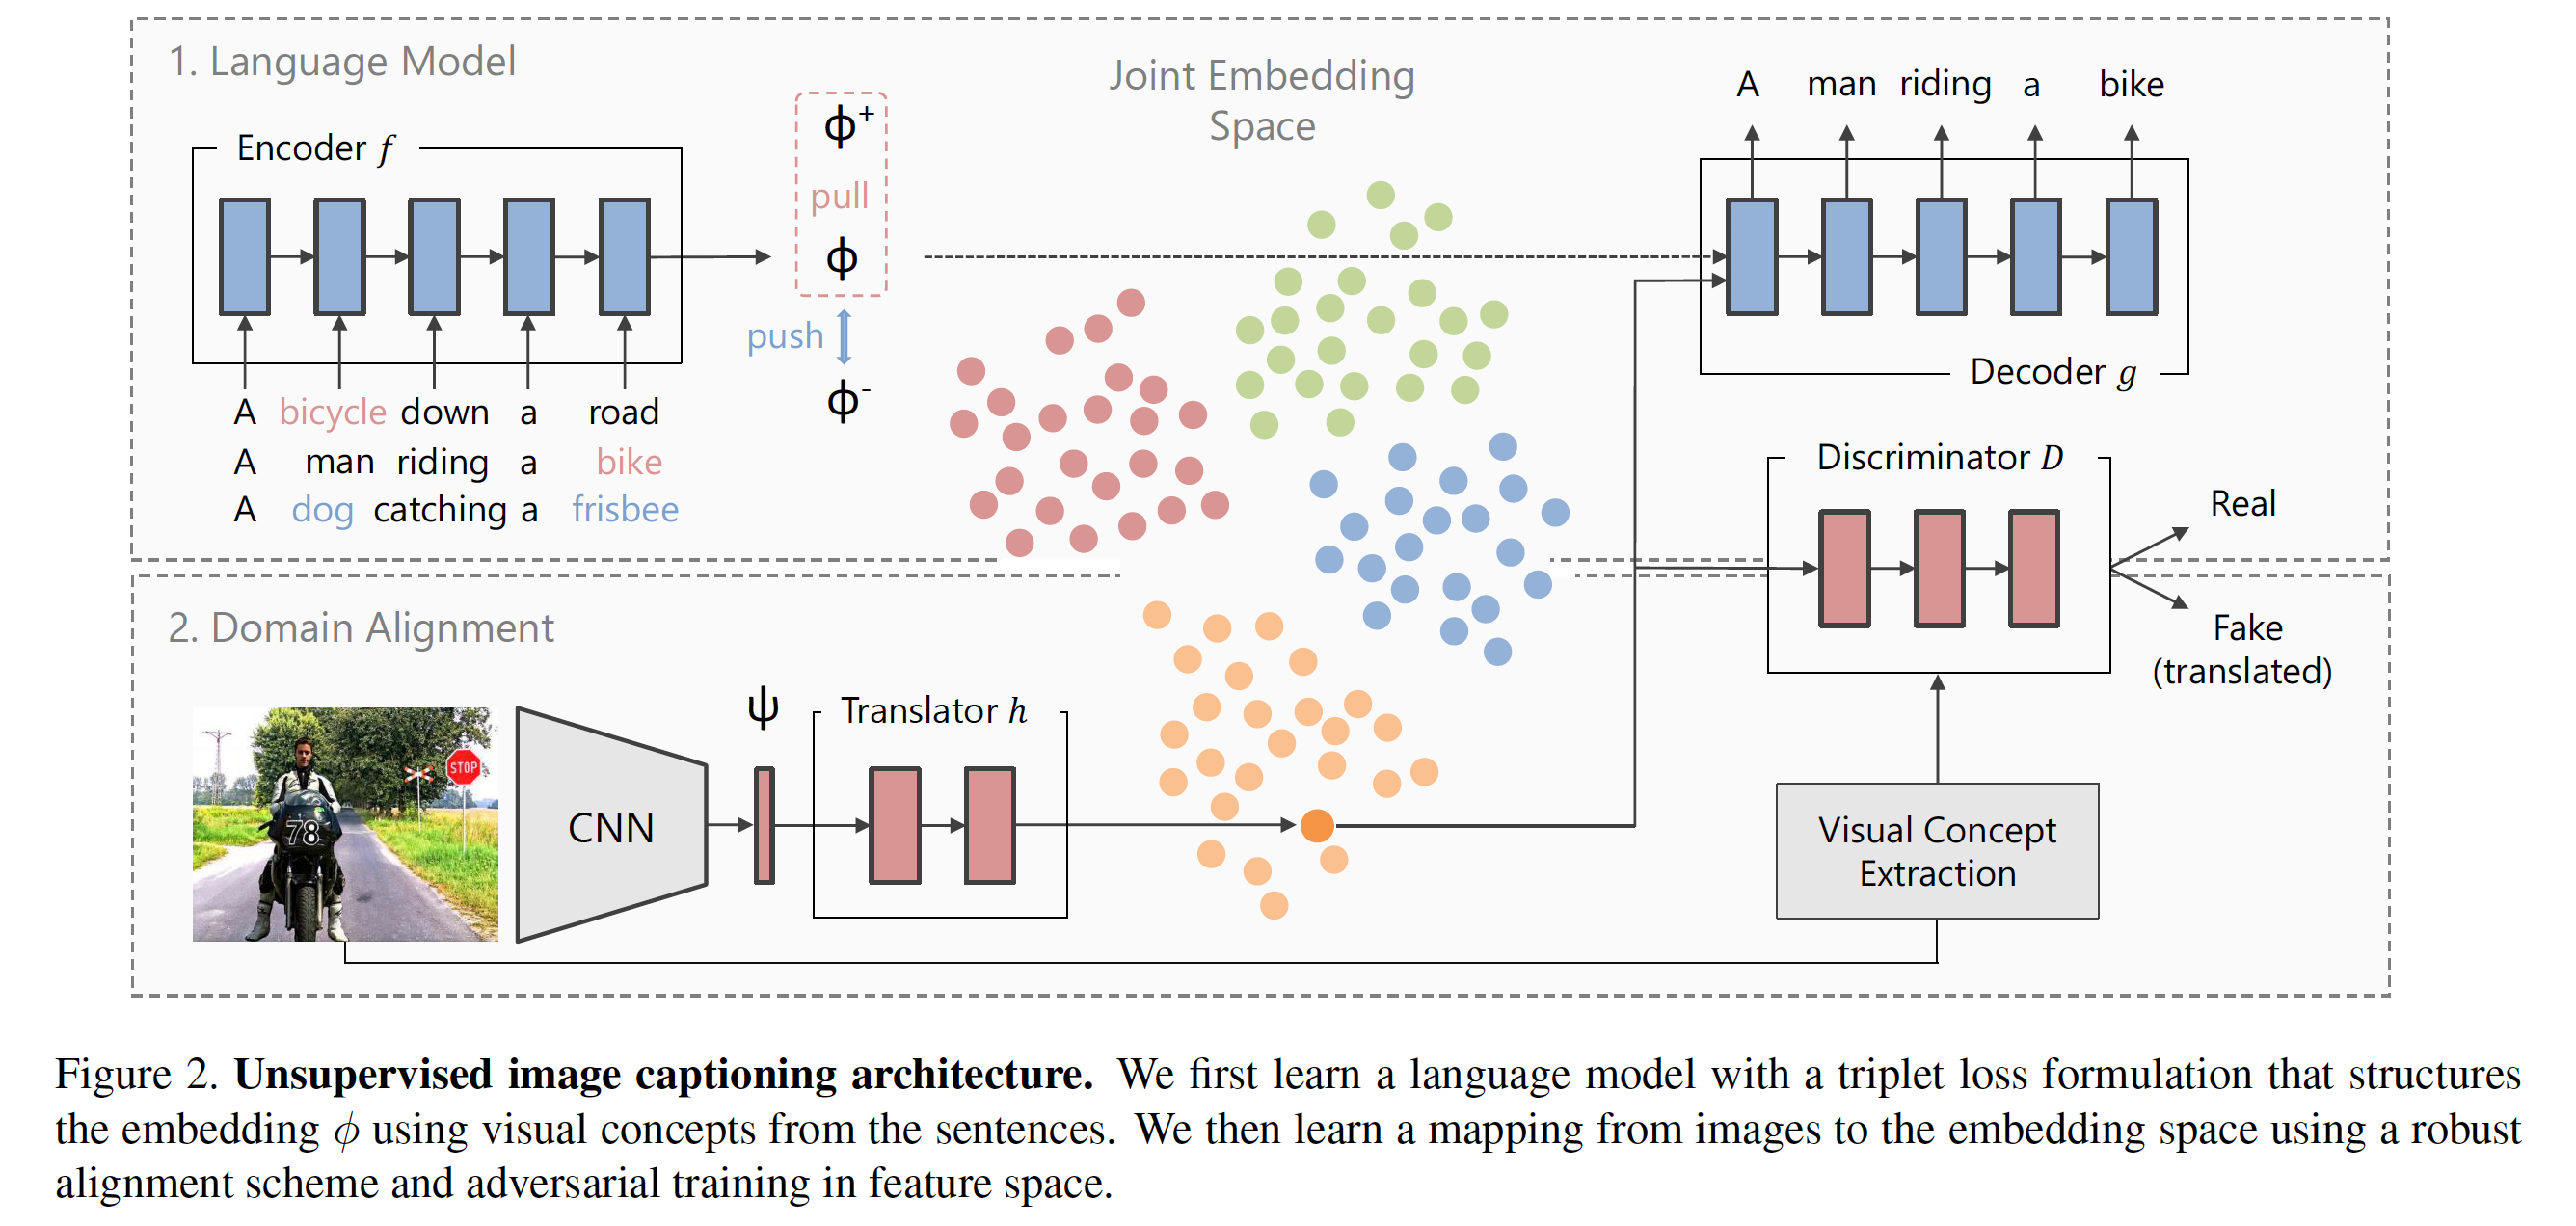 1. Language Model
Encoder f
A bicycle down a road
A man riding a bike
A dog catching a frisbee
ϕ+
pull
ϕ
push
ϕ-
Joint Embedding
Space
A man riding a bike
Decoder g
Discriminator D
Real
Fake
(translated)
2. Domain Alignment
STOP
78
CNN
ψ
Translator h
Visual Concept
Extraction
Figure 2. Unsupervised image captioning architecture. We first learn a language model with a triplet loss formulation that structures
the embedding ϕ using visual concepts from the sentences. We then learn a mapping from images to the embedding space using a robust
alignment scheme and adversarial training in feature space.